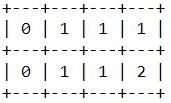 +---+---+---+---+
| 0 | 1 | 1 | 1 |
+---+---+---+---+
| 0 | 1 | 1 | 2 |
+---+---+---+---+